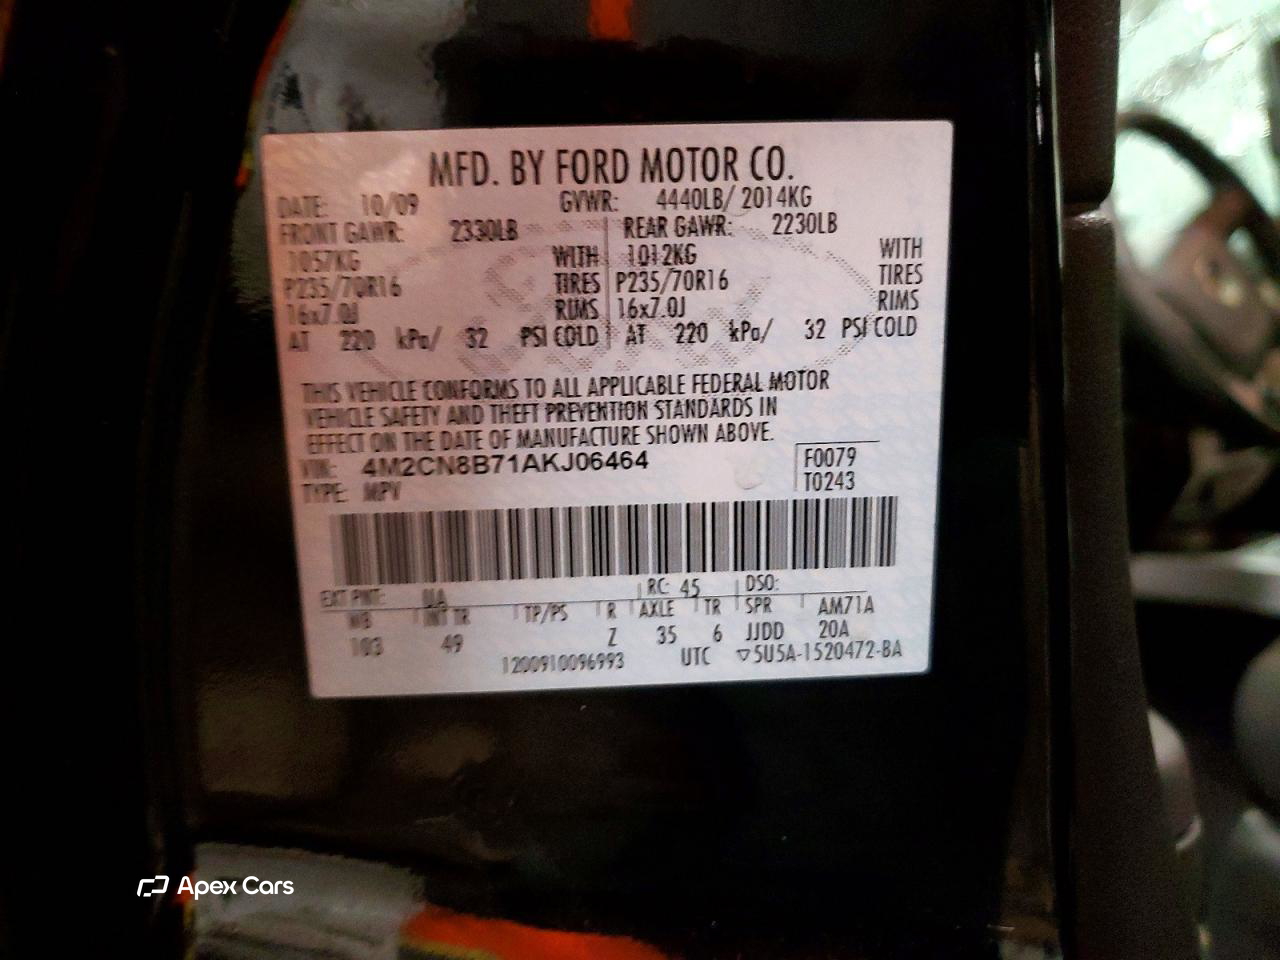 MFD. BY FORD MOTOR CO.
DATE: 10/09 GVWR: 4440LB/ 2014KG
FRONT GAWR: 2330LB REAR GAWR: 2230LB
1057KG WITH 1012KG WITH
P235/70R16 TIRES P235/70R16 TIRES
16x7.0J RIMS 16x7.0J RIMS
AT 220 kPa/ 32 PSI COLD AT 220 kPa/ 32 PSI COLD
THIS VEHICLE CONFORMS TO ALL APPLICABLE FEDERAL MOTOR
VEHICLE SAFETY AND THEFT PREVENTION STANDARDS IN
EFFECT ON THE DATE OF MANUFACTURE SHOWN ABOVE.
VIN: 4M2CN8B71AKJ06464 F0079
TYPE: MPV T0243
EXT PNT: UA RC: 45 DSO:
WB INT TR TP/PS R AXLE TR SPR AM71A
103 49 Z 35 6 JJDD 20A
1200910096993 UTC ▽5U5A-1520472-BA
Apex Cars